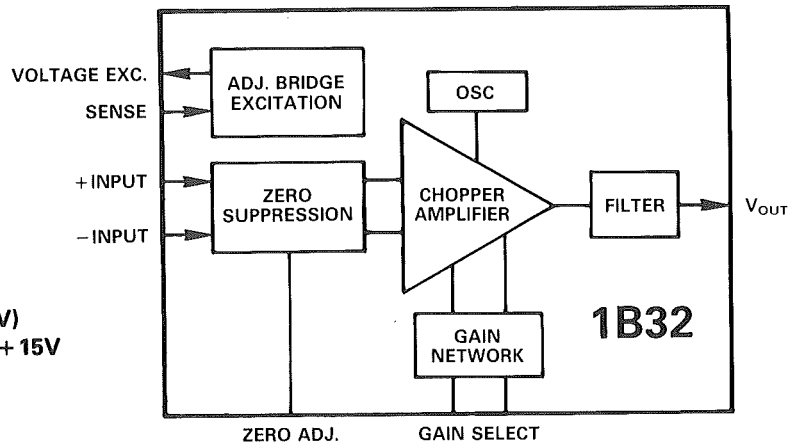 VOLTAGE EXC.
SENSE
+INPUT
−INPUT
ADJ. BRIDGE
EXCITATION
ZERO
SUPPRESSION
OSC
CHOPPER
AMPLIFIER
FILTER
V_OUT
GAIN
NETWORK
1B32
V)
+ 15V
ZERO ADJ.
GAIN SELECT